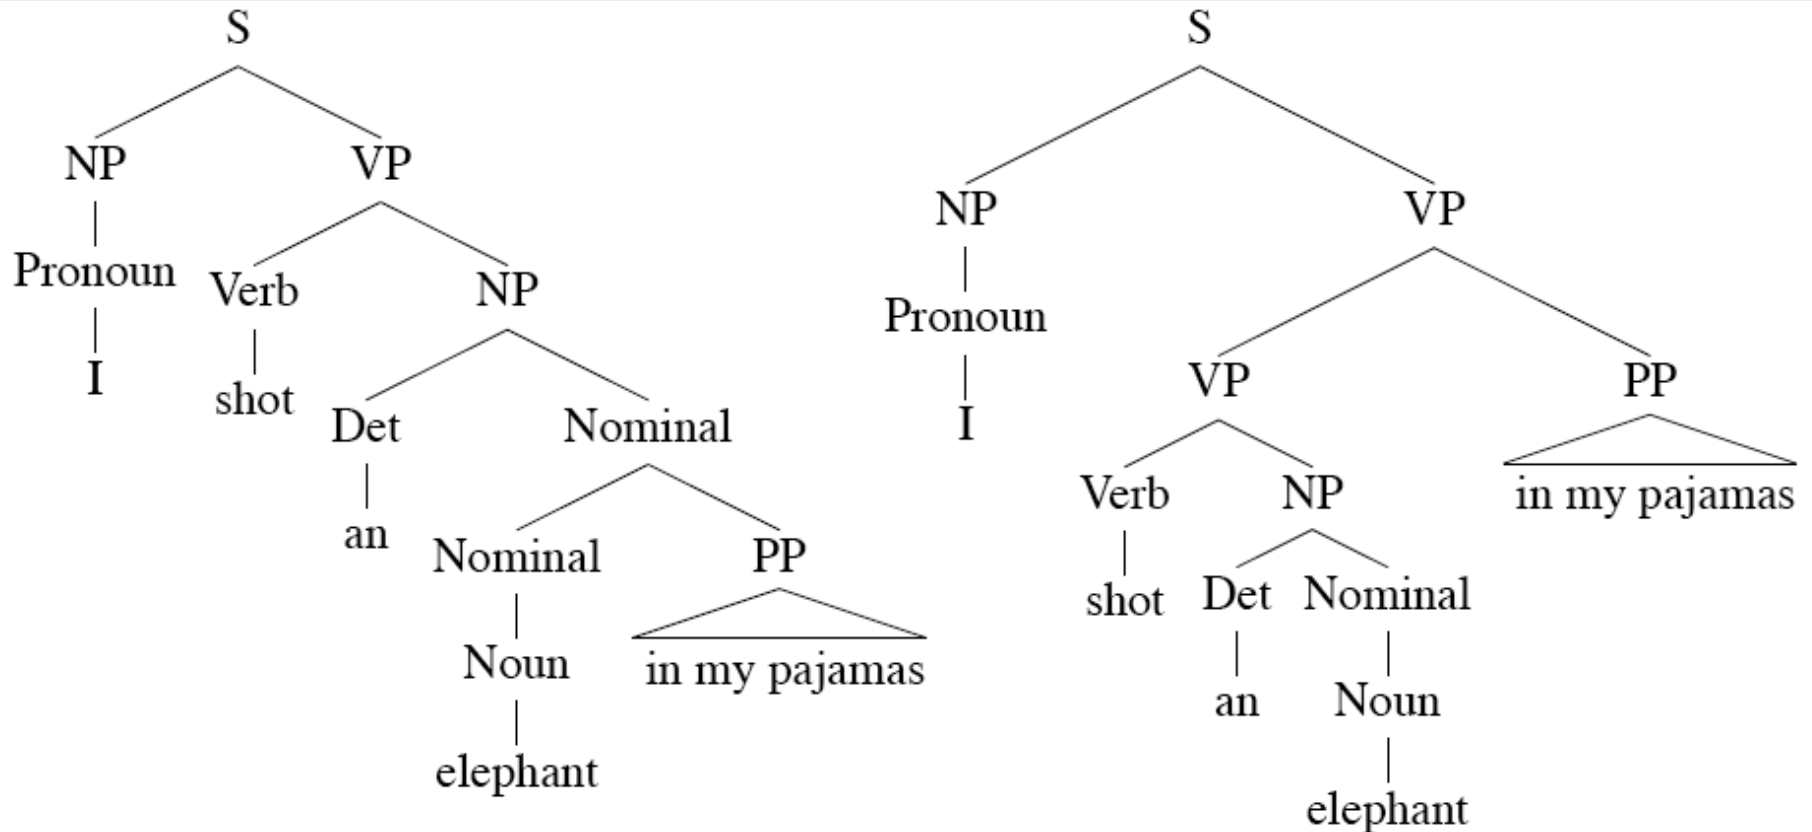 S
NP VP
Pronoun Verb NP
I shot Det Nominal
an Nominal PP
Noun in my pajamas
elephant
S
NP VP
Pronoun VP PP
I Verb NP in my pajamas
shot Det Nominal
an Noun
elephant